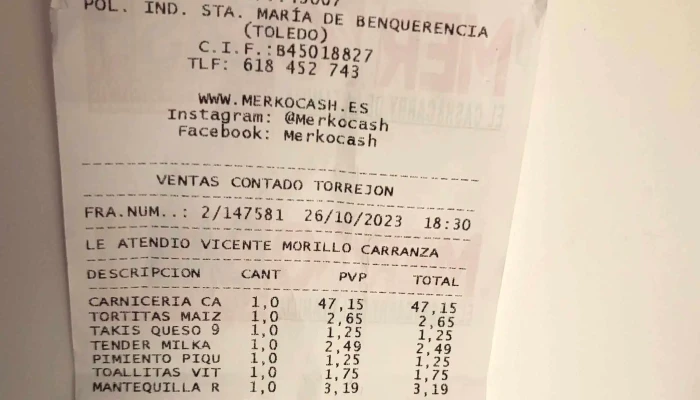 POL. IND. STA. MARÍA DE BENQUERENCIA
(TOLEDO)
C.I.F.:B45018827
TLF: 618 452 743
WWW.MERKOCASH.ES
Instagram: @Merkocash
Facebook: Merkocash
VENTAS CONTADO TORREJON
FRA.NUM..: 2/147581 26/10/2023 18:30
LE ATENDIO VICENTE MORILLO CARRANZA
DESCRIPCION CANT PVP TOTAL
CARNICERIA CA 1,0 47,15 47,15
TORTITAS MAIZ 1,0 2,65 2,65
TAKIS QUESO 9 1,0 1,25 1,25
TENDER MILKA 1,0 2,49 2,49
PIMIENTO PIQU 1,0 1,25 1,25
TOALLITAS VIT 1,0 1,75 1,75
MANTEQUILLA R 1,0 3,19 3,19